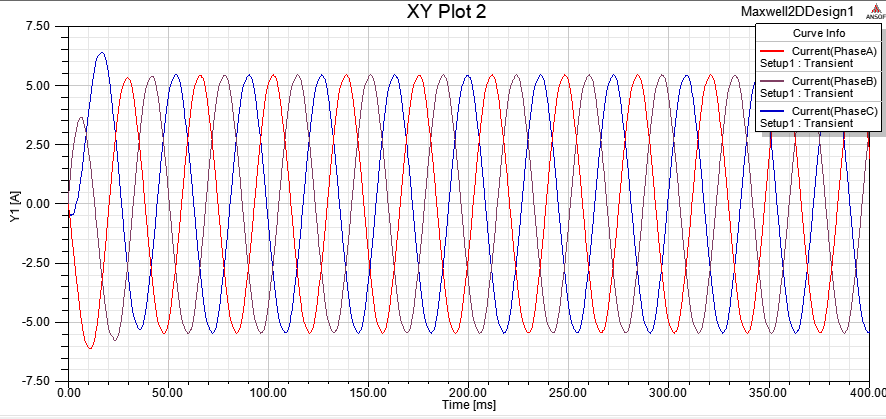 XY Plot 2
Maxwell2DDesign1
ANSOF
Curve Info
Current(PhaseA)
Setup1 : Transient
Current(PhaseB)
Setup1 : Transient
Current(PhaseC)
Setup1 : Transient
7.50
5.00
2.50
0.00
-2.50
-5.00
-7.50
Y1 [A]
0.00 50.00 100.00 150.00 200.00 250.00 300.00 350.00 400.00
Time [ms]